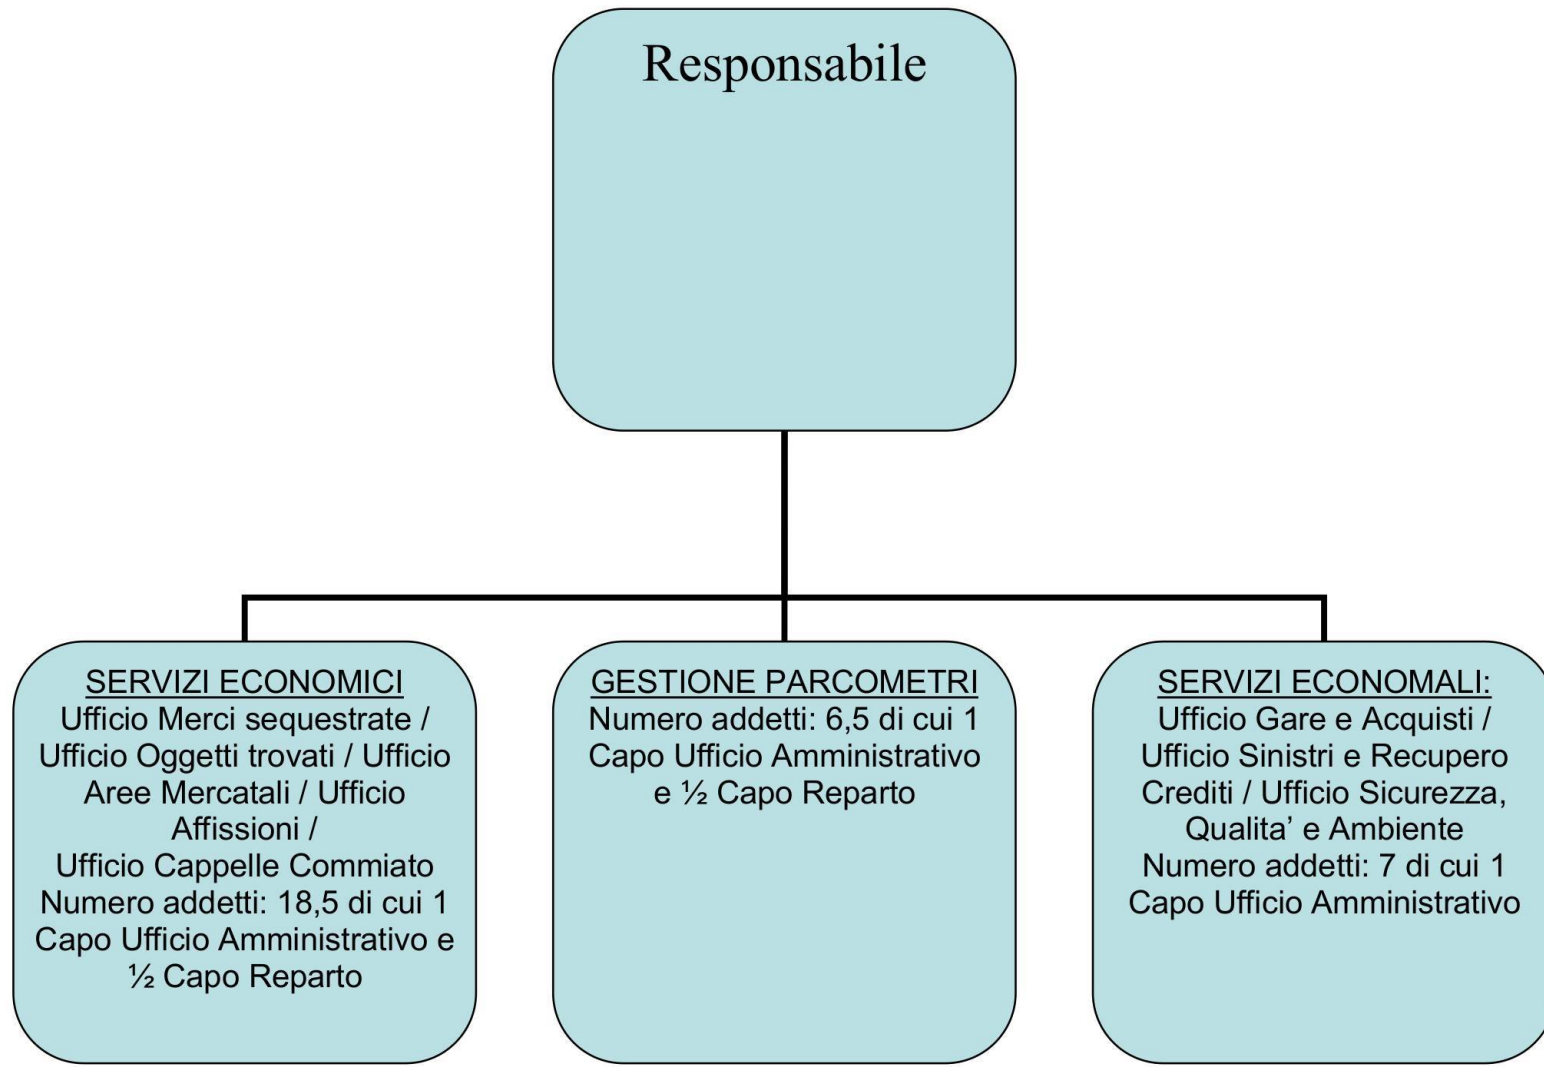 Responsabile
SERVIZI ECONOMICI
Ufficio Merci sequestrate /
Ufficio Oggetti trovati / Ufficio
Aree Mercatali / Ufficio
Affissioni /
Ufficio Cappelle Commiato
Numero addetti: 18,5 di cui 1
Capo Ufficio Amministrativo e
½ Capo Reparto
GESTIONE PARCOMETRI
Numero addetti: 6,5 di cui 1
Capo Ufficio Amministrativo
e ½ Capo Reparto
SERVIZI ECONOMALI:
Ufficio Gare e Acquisti /
Ufficio Sinistri e Recupero
Crediti / Ufficio Sicurezza,
Qualita’ e Ambiente
Numero addetti: 7 di cui 1
Capo Ufficio Amministrativo